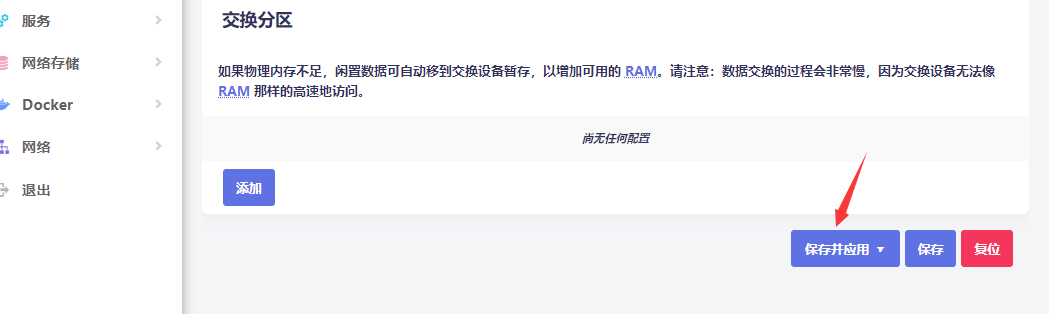 交换分区
服务
网络存储
如果物理内存不足，闲置数据可自动移到交换设备暂存，以增加可用的 RAM。请注意：数据交换的过程会非常慢，因为交换设备无法像
RAM 那样的高速地访问。
Docker
尚无任何配置
网络
退出
添加
保存并应用
保存
复位